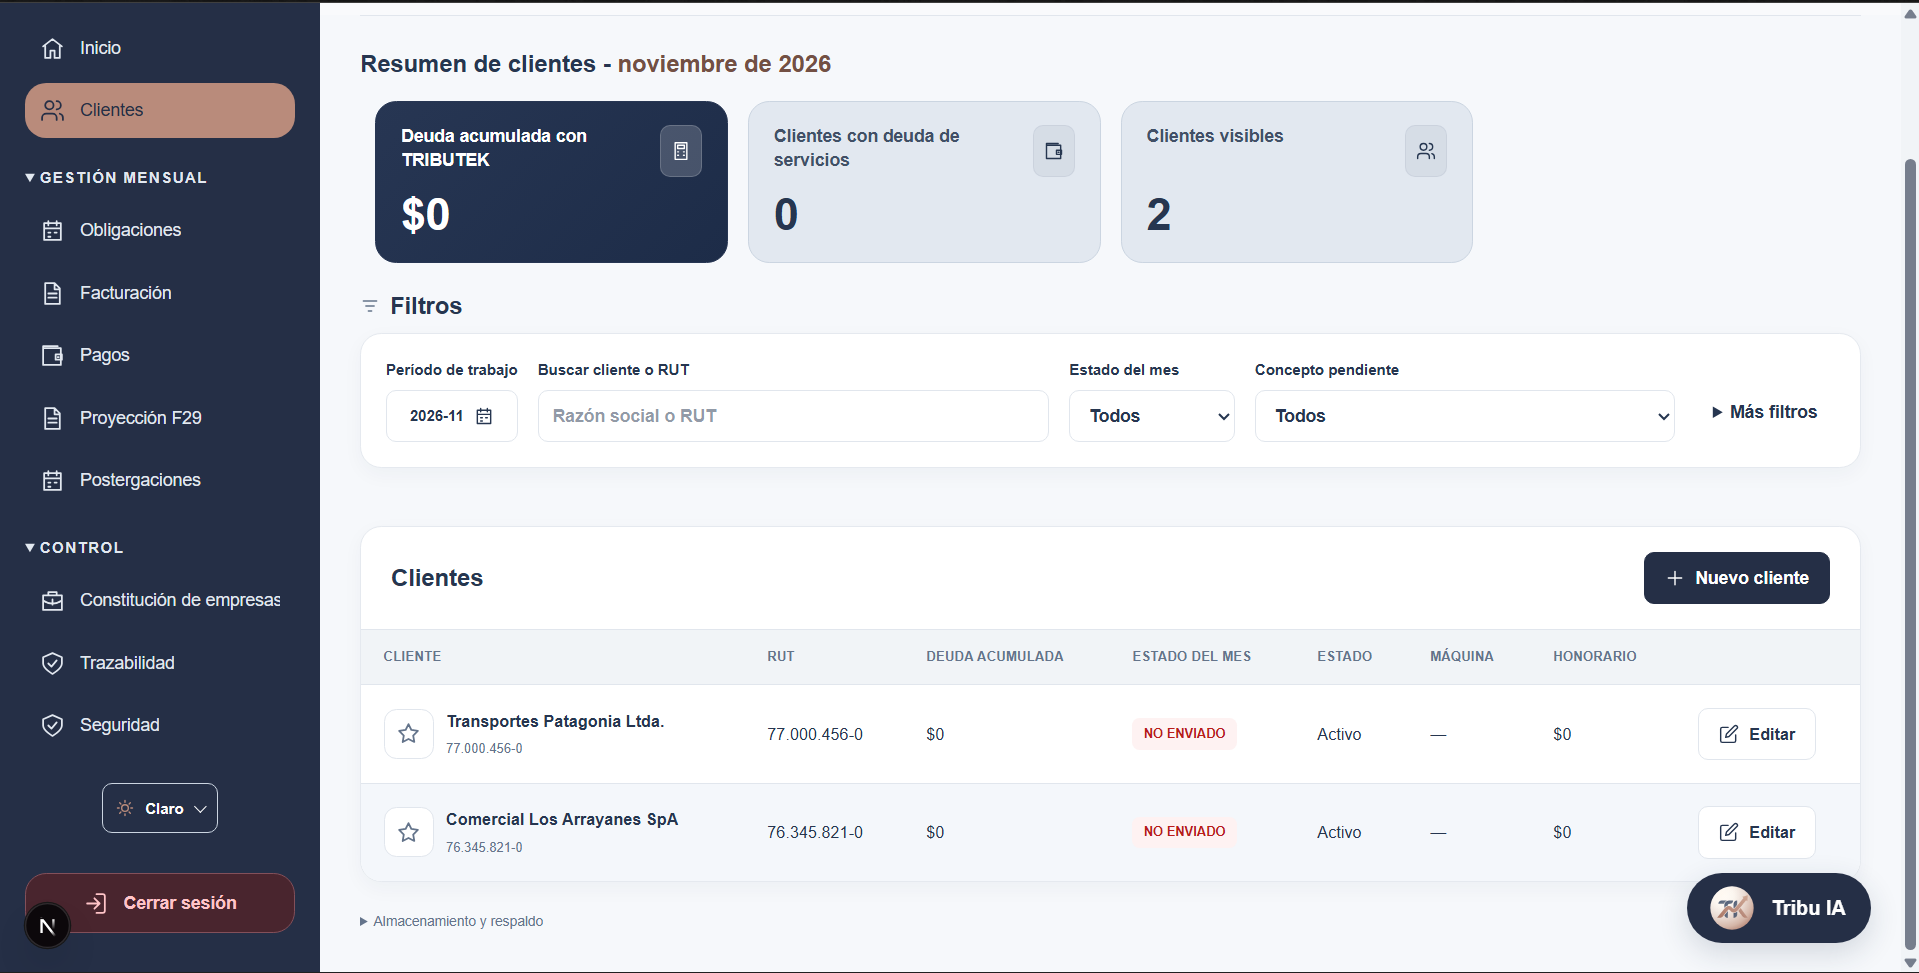 Inicio
Clientes
GESTIÓN MENSUAL
Obligaciones
Facturación
Pagos
Proyección F29
Postergaciones
CONTROL
Constitución de empresas
Trazabilidad
Seguridad
Claro
Cerrar sesión
N
Resumen de clientes - noviembre de 2026
Deuda acumulada con
TRIBUTEK
$0
Clientes con deuda de
servicios
0
Clientes visibles
2
Filtros
Período de trabajo
2026-11
Buscar cliente o RUT
Razón social o RUT
Estado del mes
Todos
Concepto pendiente
Todos
Más filtros
Clientes
Nuevo cliente
CLIENTE RUT DEUDA ACUMULADA ESTADO DEL MES ESTADO MÁQUINA HONORARIO
Transportes Patagonia Ltda.
77.000.456-0
77.000.456-0 $0 NO ENVIADO Activo — $0 Editar
Comercial Los Arrayanes SpA
76.345.821-0
76.345.821-0 $0 NO ENVIADO Activo — $0 Editar
Almacenamiento y respaldo
TK Tribu IA